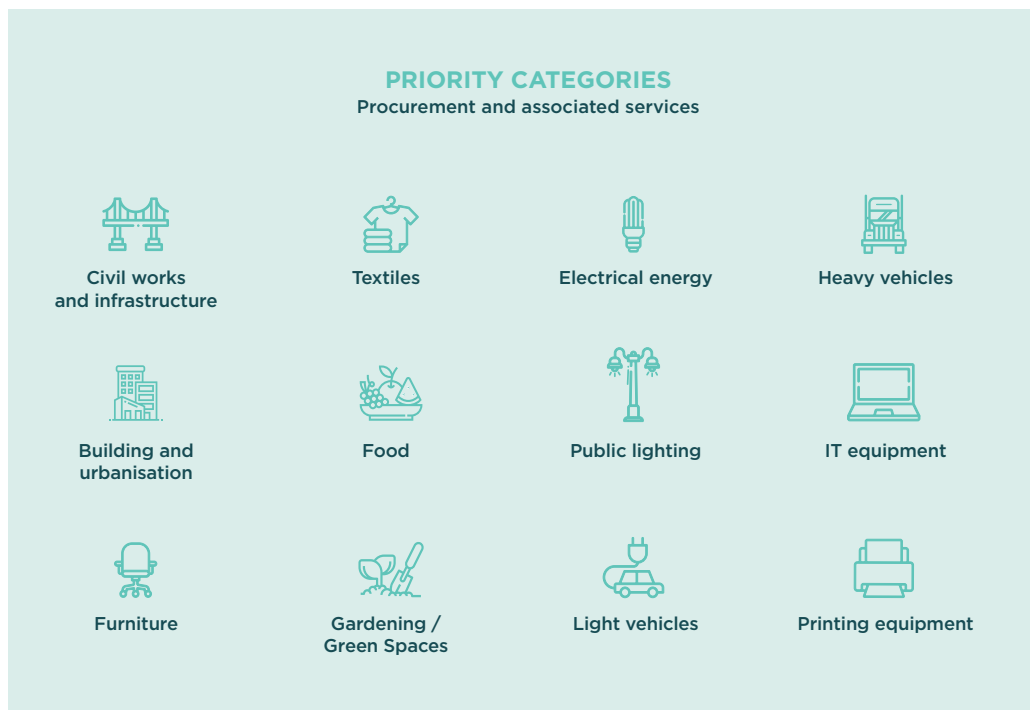 PRIORITY CATEGORIES
Procurement and associated services
Civil works
and infrastructure
Textiles
Electrical energy
Heavy vehicles
Building and
urbanisation
Food
Public lighting
IT equipment
Furniture
Gardening /
Green Spaces
Light vehicles
Printing equipment